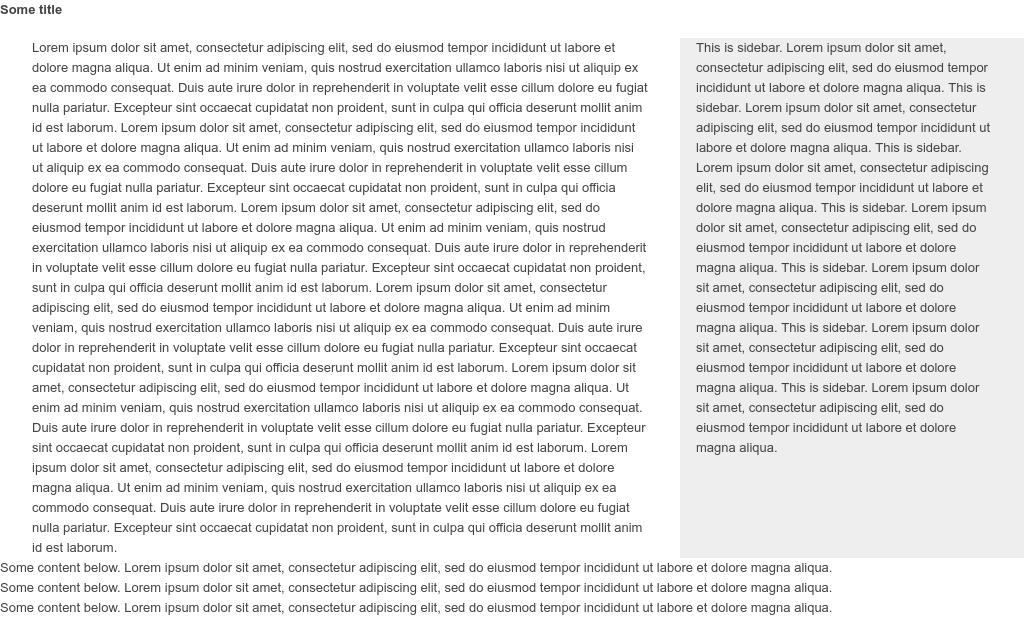 Some title
Lorem ipsum dolor sit amet, consectetur adipiscing elit, sed do eiusmod tempor incididunt ut labore et
dolore magna aliqua. Ut enim ad minim veniam, quis nostrud exercitation ullamco laboris nisi ut aliquip ex
ea commodo consequat. Duis aute irure dolor in reprehenderit in voluptate velit esse cillum dolore eu fugiat
nulla pariatur. Excepteur sint occaecat cupidatat non proident, sunt in culpa qui officia deserunt mollit anim
id est laborum. Lorem ipsum dolor sit amet, consectetur adipiscing elit, sed do eiusmod tempor incididunt
ut labore et dolore magna aliqua. Ut enim ad minim veniam, quis nostrud exercitation ullamco laboris nisi
ut aliquip ex ea commodo consequat. Duis aute irure dolor in reprehenderit in voluptate velit esse cillum
dolore eu fugiat nulla pariatur. Excepteur sint occaecat cupidatat non proident, sunt in culpa qui officia
deserunt mollit anim id est laborum. Lorem ipsum dolor sit amet, consectetur adipiscing elit, sed do
eiusmod tempor incididunt ut labore et dolore magna aliqua. Ut enim ad minim veniam, quis nostrud
exercitation ullamco laboris nisi ut aliquip ex ea commodo consequat. Duis aute irure dolor in reprehenderit
in voluptate velit esse cillum dolore eu fugiat nulla pariatur. Excepteur sint occaecat cupidatat non proident,
sunt in culpa qui officia deserunt mollit anim id est laborum. Lorem ipsum dolor sit amet, consectetur
adipiscing elit, sed do eiusmod tempor incididunt ut labore et dolore magna aliqua. Ut enim ad minim
veniam, quis nostrud exercitation ullamco laboris nisi ut aliquip ex ea commodo consequat. Duis aute irure
dolor in reprehenderit in voluptate velit esse cillum dolore eu fugiat nulla pariatur. Excepteur sint occaecat
cupidatat non proident, sunt in culpa qui officia deserunt mollit anim id est laborum. Lorem ipsum dolor sit
amet, consectetur adipiscing elit, sed do eiusmod tempor incididunt ut labore et dolore magna aliqua. Ut
enim ad minim veniam, quis nostrud exercitation ullamco laboris nisi ut aliquip ex ea commodo consequat.
Duis aute irure dolor in reprehenderit in voluptate velit esse cillum dolore eu fugiat nulla pariatur. Excepteur
sint occaecat cupidatat non proident, sunt in culpa qui officia deserunt mollit anim id est laborum. Lorem
ipsum dolor sit amet, consectetur adipiscing elit, sed do eiusmod tempor incididunt ut labore et dolore
magna aliqua. Ut enim ad minim veniam, quis nostrud exercitation ullamco laboris nisi ut aliquip ex ea
commodo consequat. Duis aute irure dolor in reprehenderit in voluptate velit esse cillum dolore eu fugiat
nulla pariatur. Excepteur sint occaecat cupidatat non proident, sunt in culpa qui officia deserunt mollit anim
id est laborum.
This is sidebar. Lorem ipsum dolor sit amet,
consectetur adipiscing elit, sed do eiusmod tempor
incididunt ut labore et dolore magna aliqua. This is
sidebar. Lorem ipsum dolor sit amet, consectetur
adipiscing elit, sed do eiusmod tempor incididunt ut
labore et dolore magna aliqua. This is sidebar.
Lorem ipsum dolor sit amet, consectetur adipiscing
elit, sed do eiusmod tempor incididunt ut labore et
dolore magna aliqua. This is sidebar. Lorem ipsum
dolor sit amet, consectetur adipiscing elit, sed do
eiusmod tempor incididunt ut labore et dolore
magna aliqua. This is sidebar. Lorem ipsum dolor
sit amet, consectetur adipiscing elit, sed do
eiusmod tempor incididunt ut labore et dolore
magna aliqua. This is sidebar. Lorem ipsum dolor
sit amet, consectetur adipiscing elit, sed do
eiusmod tempor incididunt ut labore et dolore
magna aliqua. This is sidebar. Lorem ipsum dolor
sit amet, consectetur adipiscing elit, sed do
eiusmod tempor incididunt ut labore et dolore
magna aliqua.
Some content below. Lorem ipsum dolor sit amet, consectetur adipiscing elit, sed do eiusmod tempor incididunt ut labore et dolore magna aliqua.
Some content below. Lorem ipsum dolor sit amet, consectetur adipiscing elit, sed do eiusmod tempor incididunt ut labore et dolore magna aliqua.
Some content below. Lorem ipsum dolor sit amet, consectetur adipiscing elit, sed do eiusmod tempor incididunt ut labore et dolore magna aliqua.